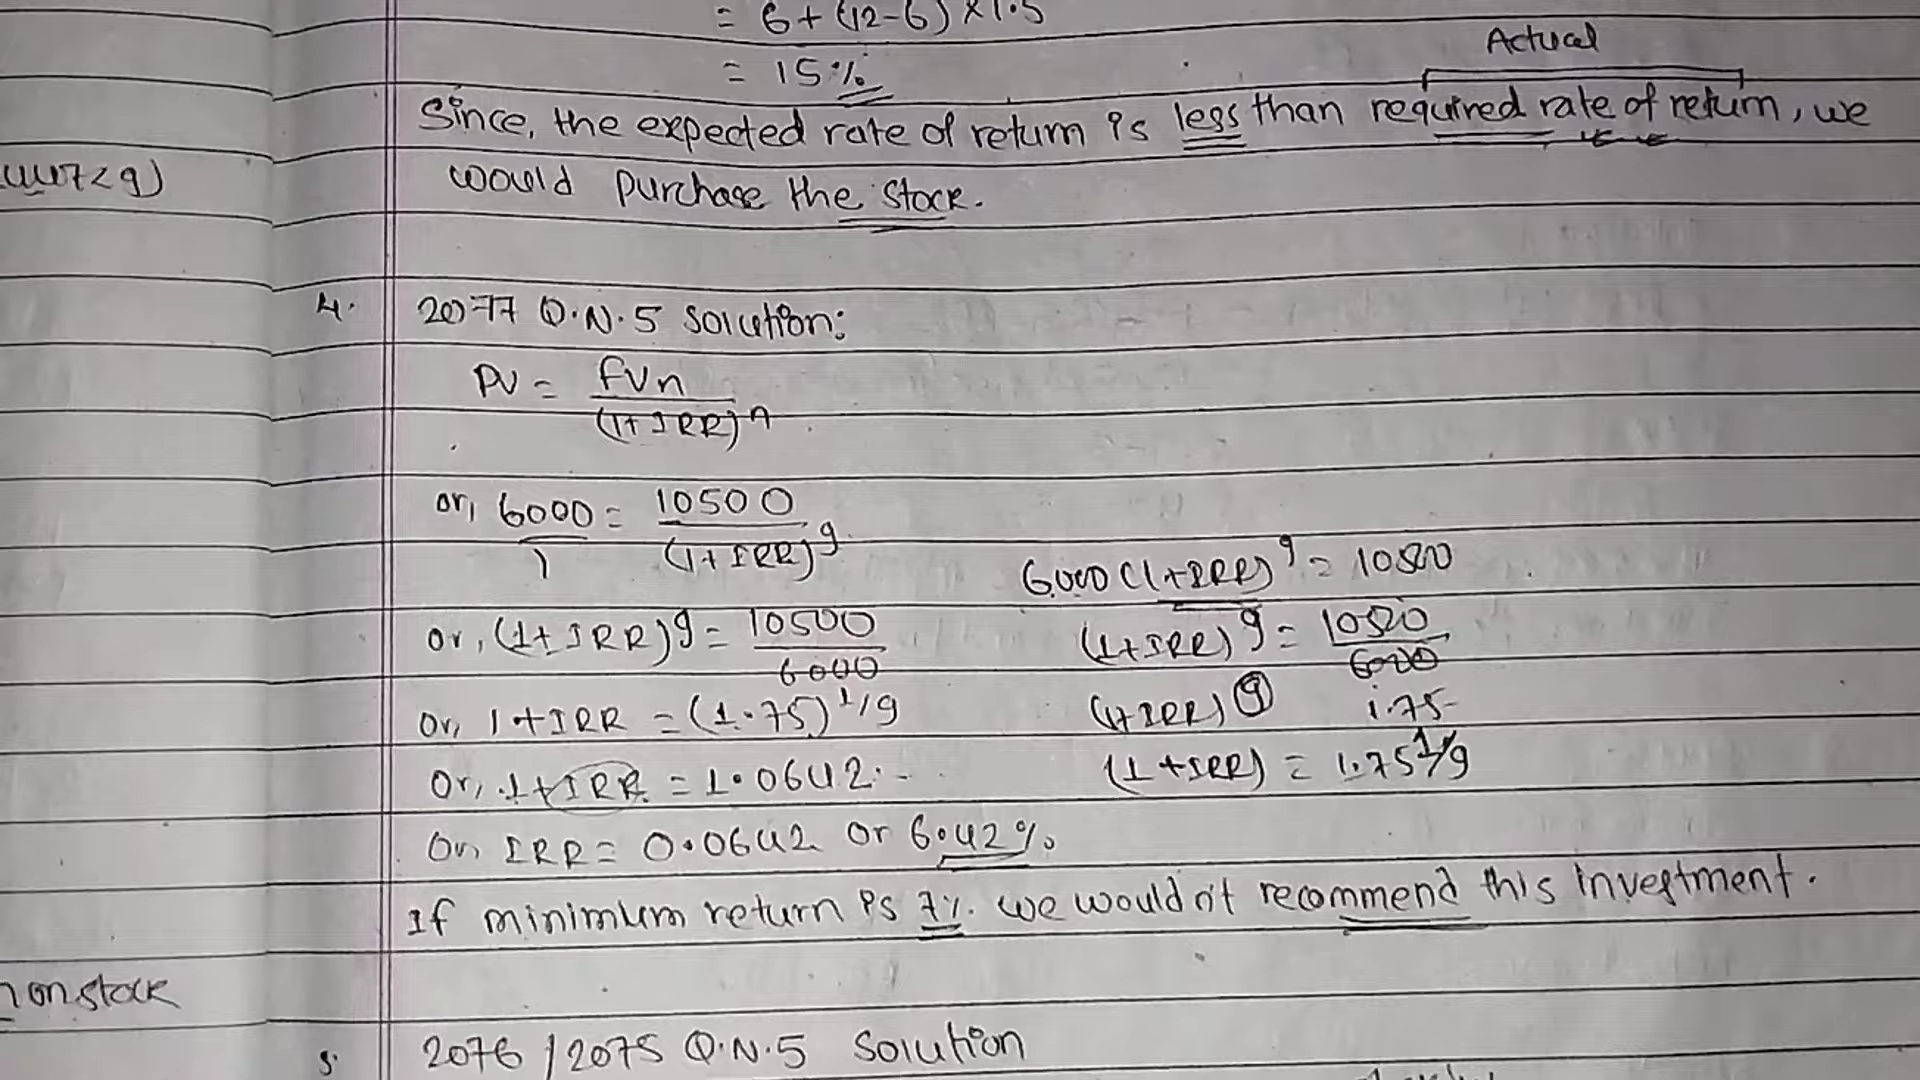 = 6 + (12-6) x 1.5
Actual
= 15%
Since, the expected rate of return is less than required rate of return, we
would purchase the stock.
4. 2077 Q.N.5 solution:
PV = FVn
(1+IRR)^n
or, 6000 = 10500
1 (1+IRR)^9
6000 (1+IRR)^9 = 10500
or, (1+IRR)^9 = 10500
6000
(1+IRR)^9 = 10500
6000
or, 1+IRR = (1.75)^1/9
(1+IRR)^9 1.75
or, 1+IRR = 1.0642
(1+IRR) = 1.75^1/9
or, IRR = 0.0642 or 6.42%
If minimum return is 7%. we wouldn't recommend this investment.
on stock
5. 2076 / 2075 Q.N.5 Solution